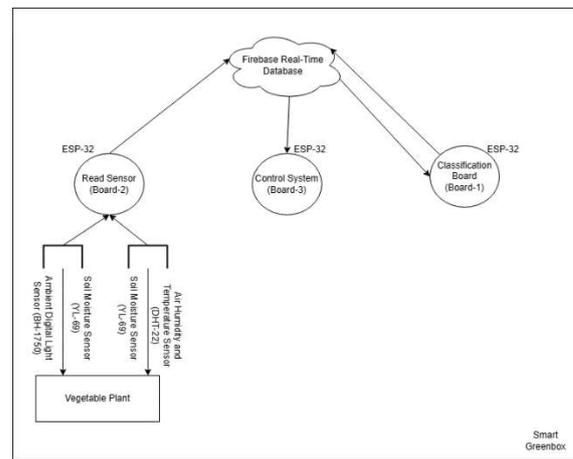 Firebase Real-Time
Database
ESP-32
ESP-32
ESP-32
Read Sensor
(Board-2)
Control System
(Board-3)
Classification
Board
(Board-1)
Ambient Digital Light
Sensor (BH-1750)
Soil Moisture Sensor
(YL-69)
Soil Moisture Sensor
(YL-69)
Air Humidity and
Temperature Sensor
(DHT-22)
Vegetable Plant
Smart
Greenbox